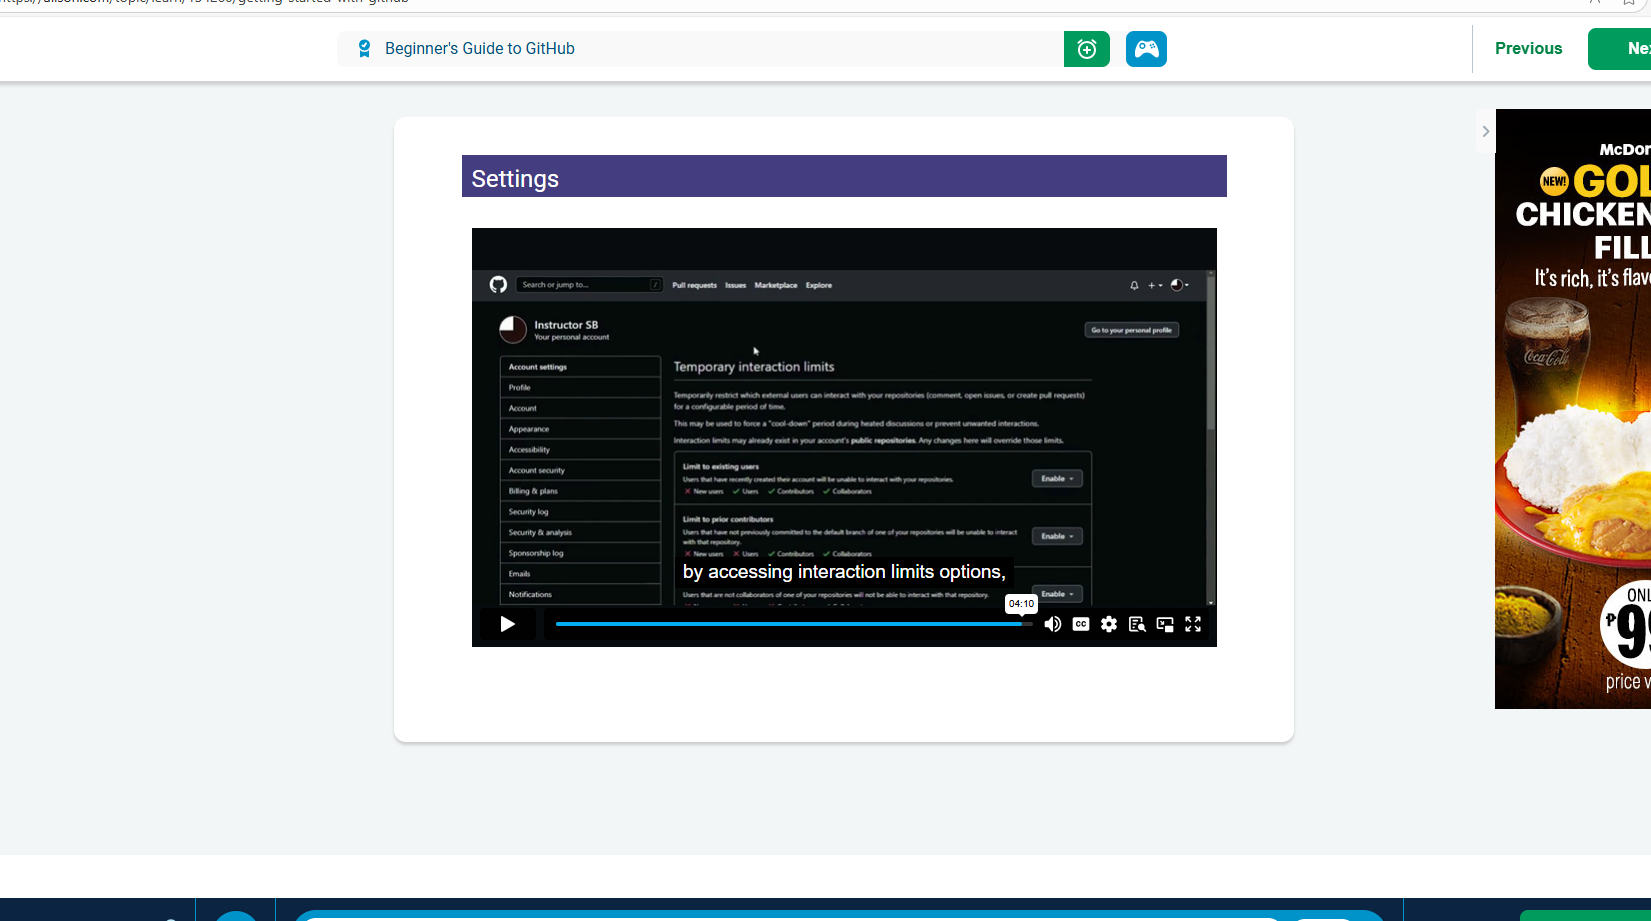 Beginner's Guide to GitHub
Previous
Settings
Search or jump to...
/
Pull requests
Issues
Marketplace
Explore
Instructor SB
Your personal account
Go to your personal profile
Account settings
Profile
Account
Appearance
Accessibility
Account security
Billing & plans
Security log
Security & analysis
Sponsorship log
Emails
Notifications
Temporary interaction limits
Temporarily restrict which external users can interact with your repositories (comment, open issues, or create pull requests)
for a configurable period of time.
This may be used to force a "cool-down" period during heated discussions or prevent unwanted interactions.
Interaction limits may already exist in your account's public repositories. Any changes here will override those limits.
Limit to existing users
Users that have recently created their account will be unable to interact with your repositories.
New users Users Contributors Collaborators
Enable
Limit to prior contributors
Users that have not previously committed to the default branch of one of your repositories will be unable to interact
with that repository.
New users Users Contributors Collaborators
Enable
by accessing interaction limits options,
Users that are not collaborators of one of your repositories will not be able to interact with that repository.
Enable
04:10
CC
NEW!
CHICKEN
It's rich, it's
Coca-Cola
₱
price